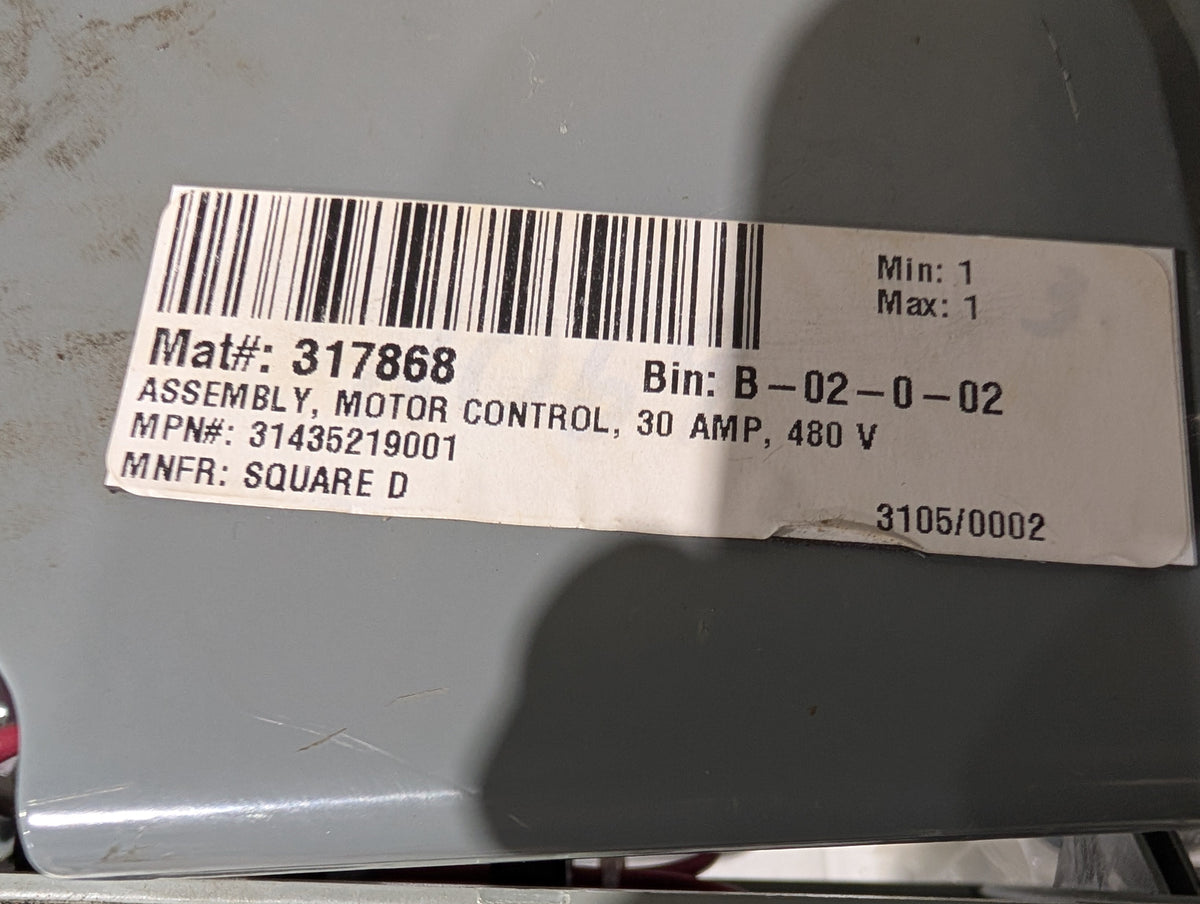 Min: 1
Max: 1
Mat#: 317868
Bin: B-02-0-02
ASSEMBLY, MOTOR CONTROL, 30 AMP, 480 V
MPN#: 31435219001
MNFR: SQUARE D
3105/0002